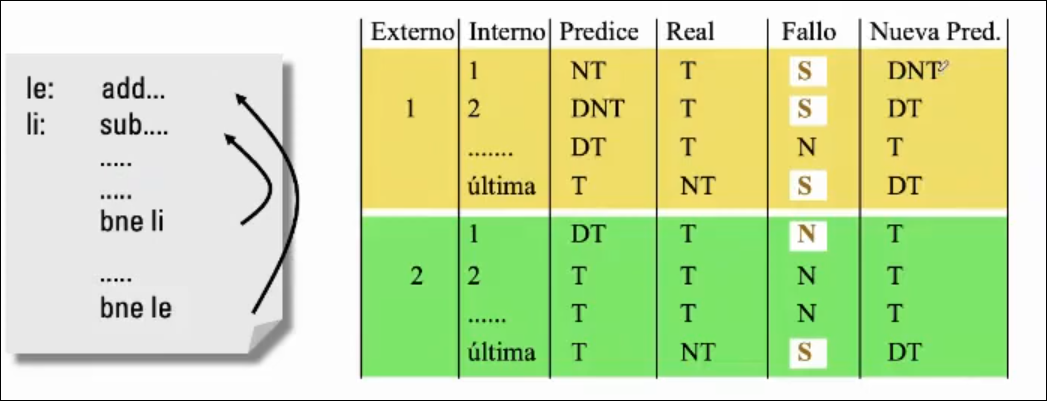 le: add...
li: sub....
.....
.....
bne li
.....
bne le
Externo Interno Predice Real Fallo Nueva Pred.
1 NT T S DNT
1 2 DNT T S DT
....... DT T N T
última T NT S DT
1 DT T N T
2 2 T T N T
...... T T N T
última T NT S DT